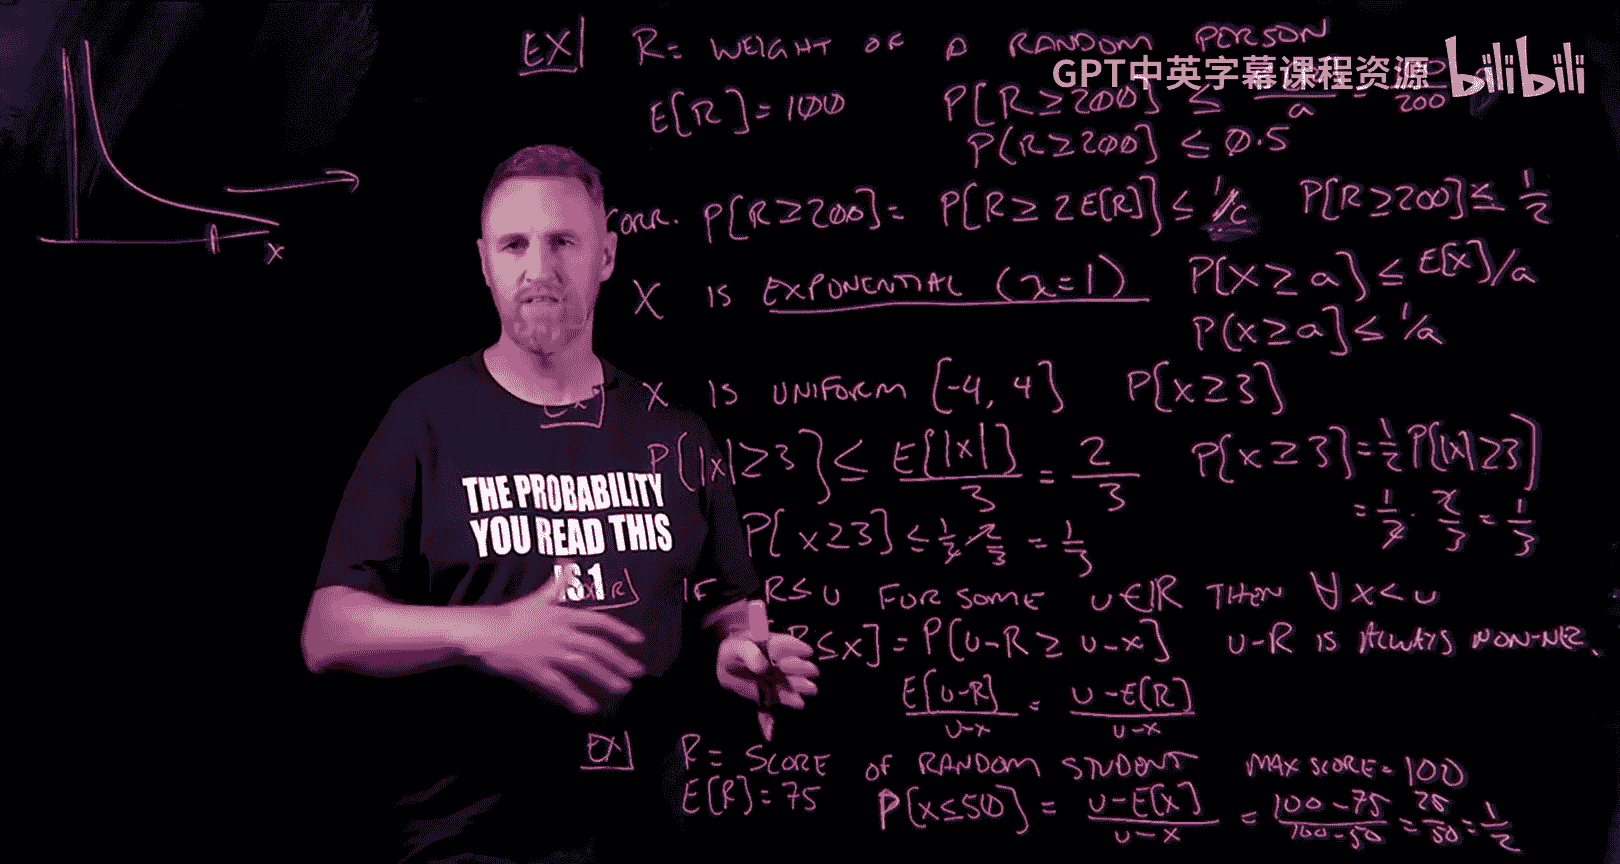 EX R = WEIGHT OF A RANDOM PERSON
GPT中英字幕课程资源 bilibili
E[R] = 100 P[R ≥ 200] ≤ /a = /200
P[R ≥ 200] ≤ 0.5
CORR. P[R ≥ 200] = P[R ≥ 2E[R]] ≤ 1/c P[R ≥ 200] ≤ 1/2
X IS EXPONENTIAL (λ=1) P[X ≥ a] ≤ E[X]/a
P[X ≥ a] ≤ 1/a
x
EX X IS UNIFORM [-4, 4] P[X ≥ 3]
P[|X| ≥ 3] ≤ E[|X|]/3 = 2/3 P[X ≥ 3] = 1/2 P[|X| ≥ 3]
= 1/2 · 2/3 = 1/3
P[X ≥ 3] ≤ 1/2 · 2/3 = 1/3
THE PROBABILITY
YOU READ THIS
IS 1
IF R ≤ U FOR SOME U ∈ ℝ THEN ∀ X < U
R ≤ X] = P[U-R ≥ U-X] U-R IS ALWAYS NON-NEG.
E[U-R]/U-X = U-E[R]/U-X
EX R = SCORE OF RANDOM STUDENT MAX SCORE = 100
E[R] = 75 P[X ≤ 50] = U-E[X]/U-X = 100-75/100-50 = 25/50 = 1/2